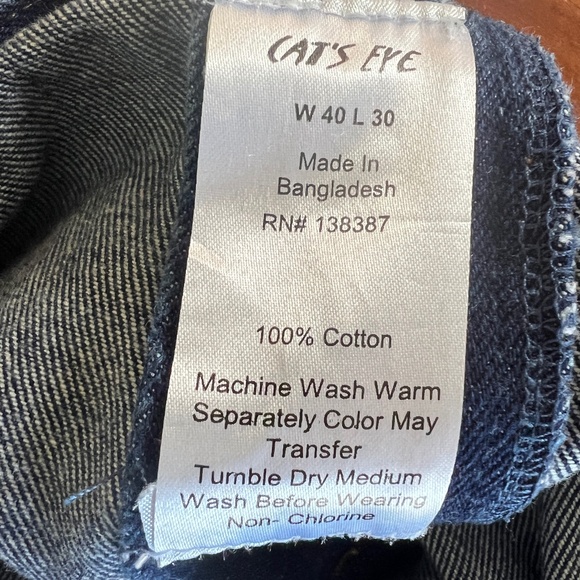 CAT'S EYE
W 40 L 30
Made In
Bangladesh
RN# 138387
100% Cotton
Machine Wash Warm
Separately Color May
Transfer
Tumble Dry Medium
Wash Before Wearing
Non- Chlorine